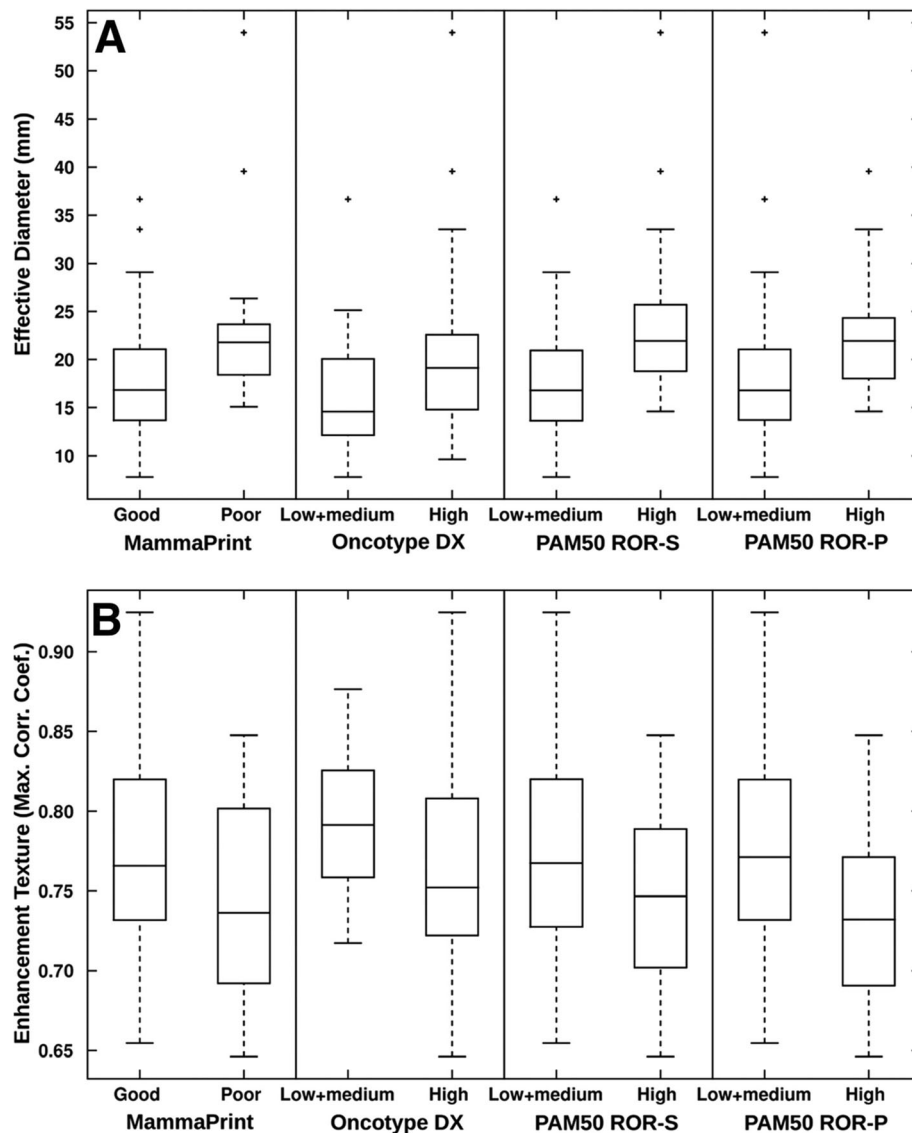 A
Effective Diameter (mm)
55
50
45
40
35
30
25
20
15
10
Good Poor Low+medium High Low+medium High Low+medium High
MammaPrint Oncotype DX PAM50 ROR-S PAM50 ROR-P
B
Enhancement Texture (Max. Corr. Coef.)
0.90
0.85
0.80
0.75
0.70
0.65
Good Poor Low+medium High Low+medium High Low+medium High
MammaPrint Oncotype DX PAM50 ROR-S PAM50 ROR-P